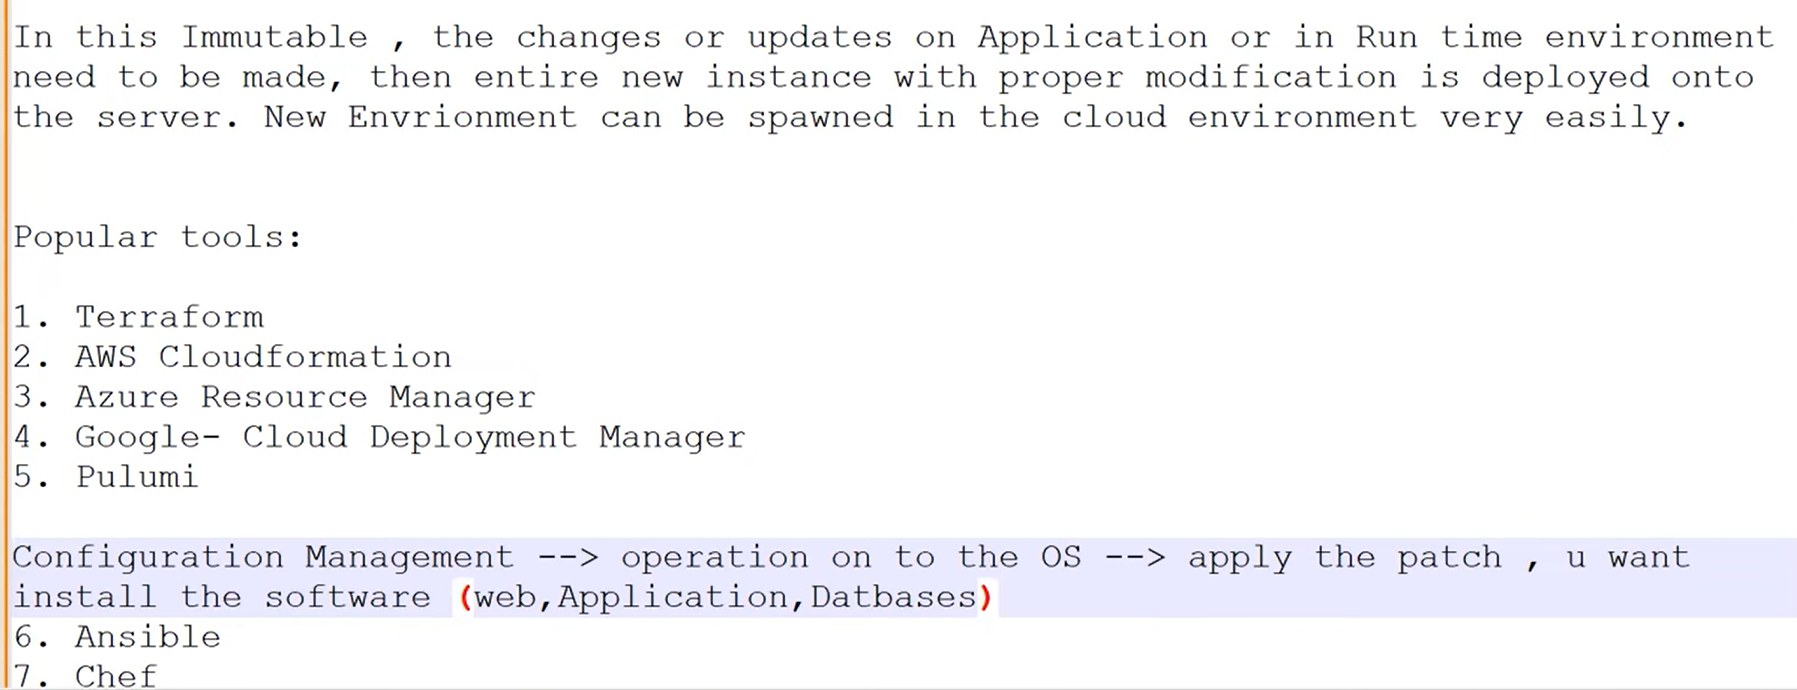 In this Immutable , the changes or updates on Application or in Run time environment
need to be made, then entire new instance with proper modification is deployed onto
the server. New Envrionment can be spawned in the cloud environment very easily.
Popular tools:
1. Terraform
2. AWS Cloudformation
3. Azure Resource Manager
4. Google- Cloud Deployment Manager
5. Pulumi
Configuration Management --> operation on to the OS --> apply the patch , u want
install the software (web,Application,Datbases)
6. Ansible
7. Chef